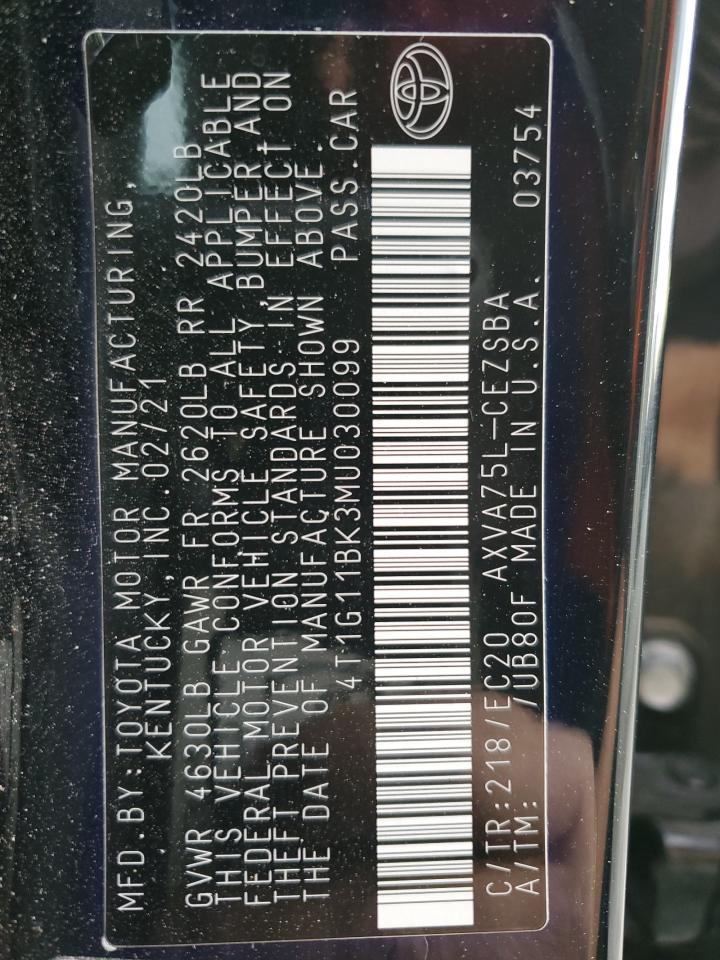 MFD.BY:TOYOTA MOTOR MANUFACTURING,
KENTUCKY,INC.02/21
GVWR 4630LB GAWR FR 2620LB RR 2420LB
THIS VEHICLE CONFORMS TO ALL APPLICABLE
FEDERAL MOTOR VEHICLE SAFETY,BUMPER AND
THEFT PREVENTION STANDARDS IN EFFECT ON
THE DATE OF MANUFACTURE SHOWN ABOVE.
4T1G11BK3MU030099 PASS.CAR
C/TR:218/EC20 AXVA75L-CEZSBA 03754
A/TM: /UB80F MADE IN U.S.A.